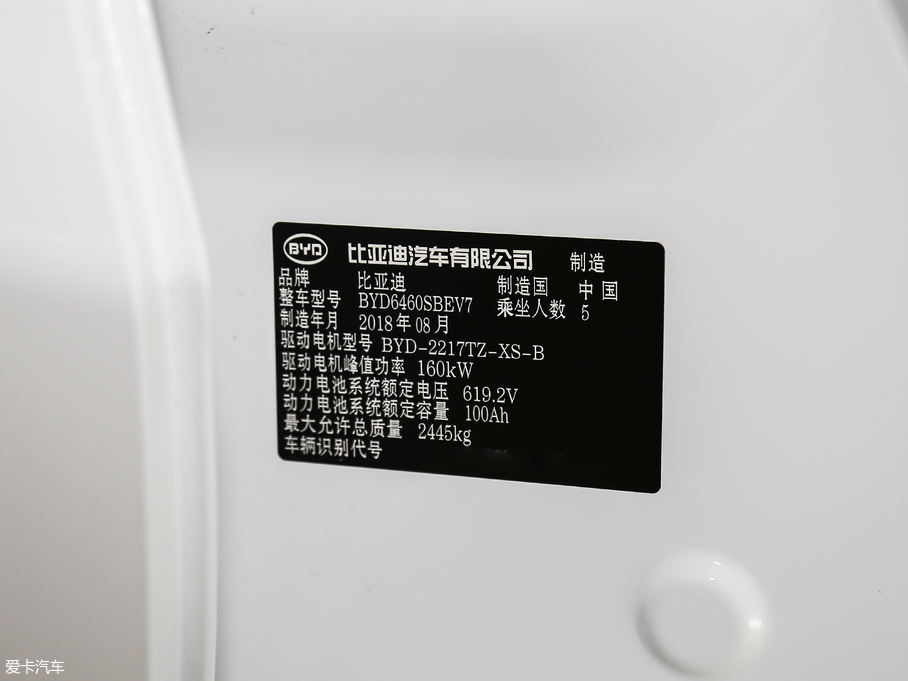 BYD 比亚迪汽车有限公司 制造
品牌 比亚迪 制造国 中国
整车型号 BYD6460SBEV7 乘坐人数 5
制造年月 2018年08月
驱动电机型号 BYD-2217TZ-XS-B
驱动电机峰值功率 160kW
动力电池系统额定电压 619.2V
动力电池系统额定容量 100Ah
最大允许总质量 2445kg
车辆识别代号
爱卡汽车